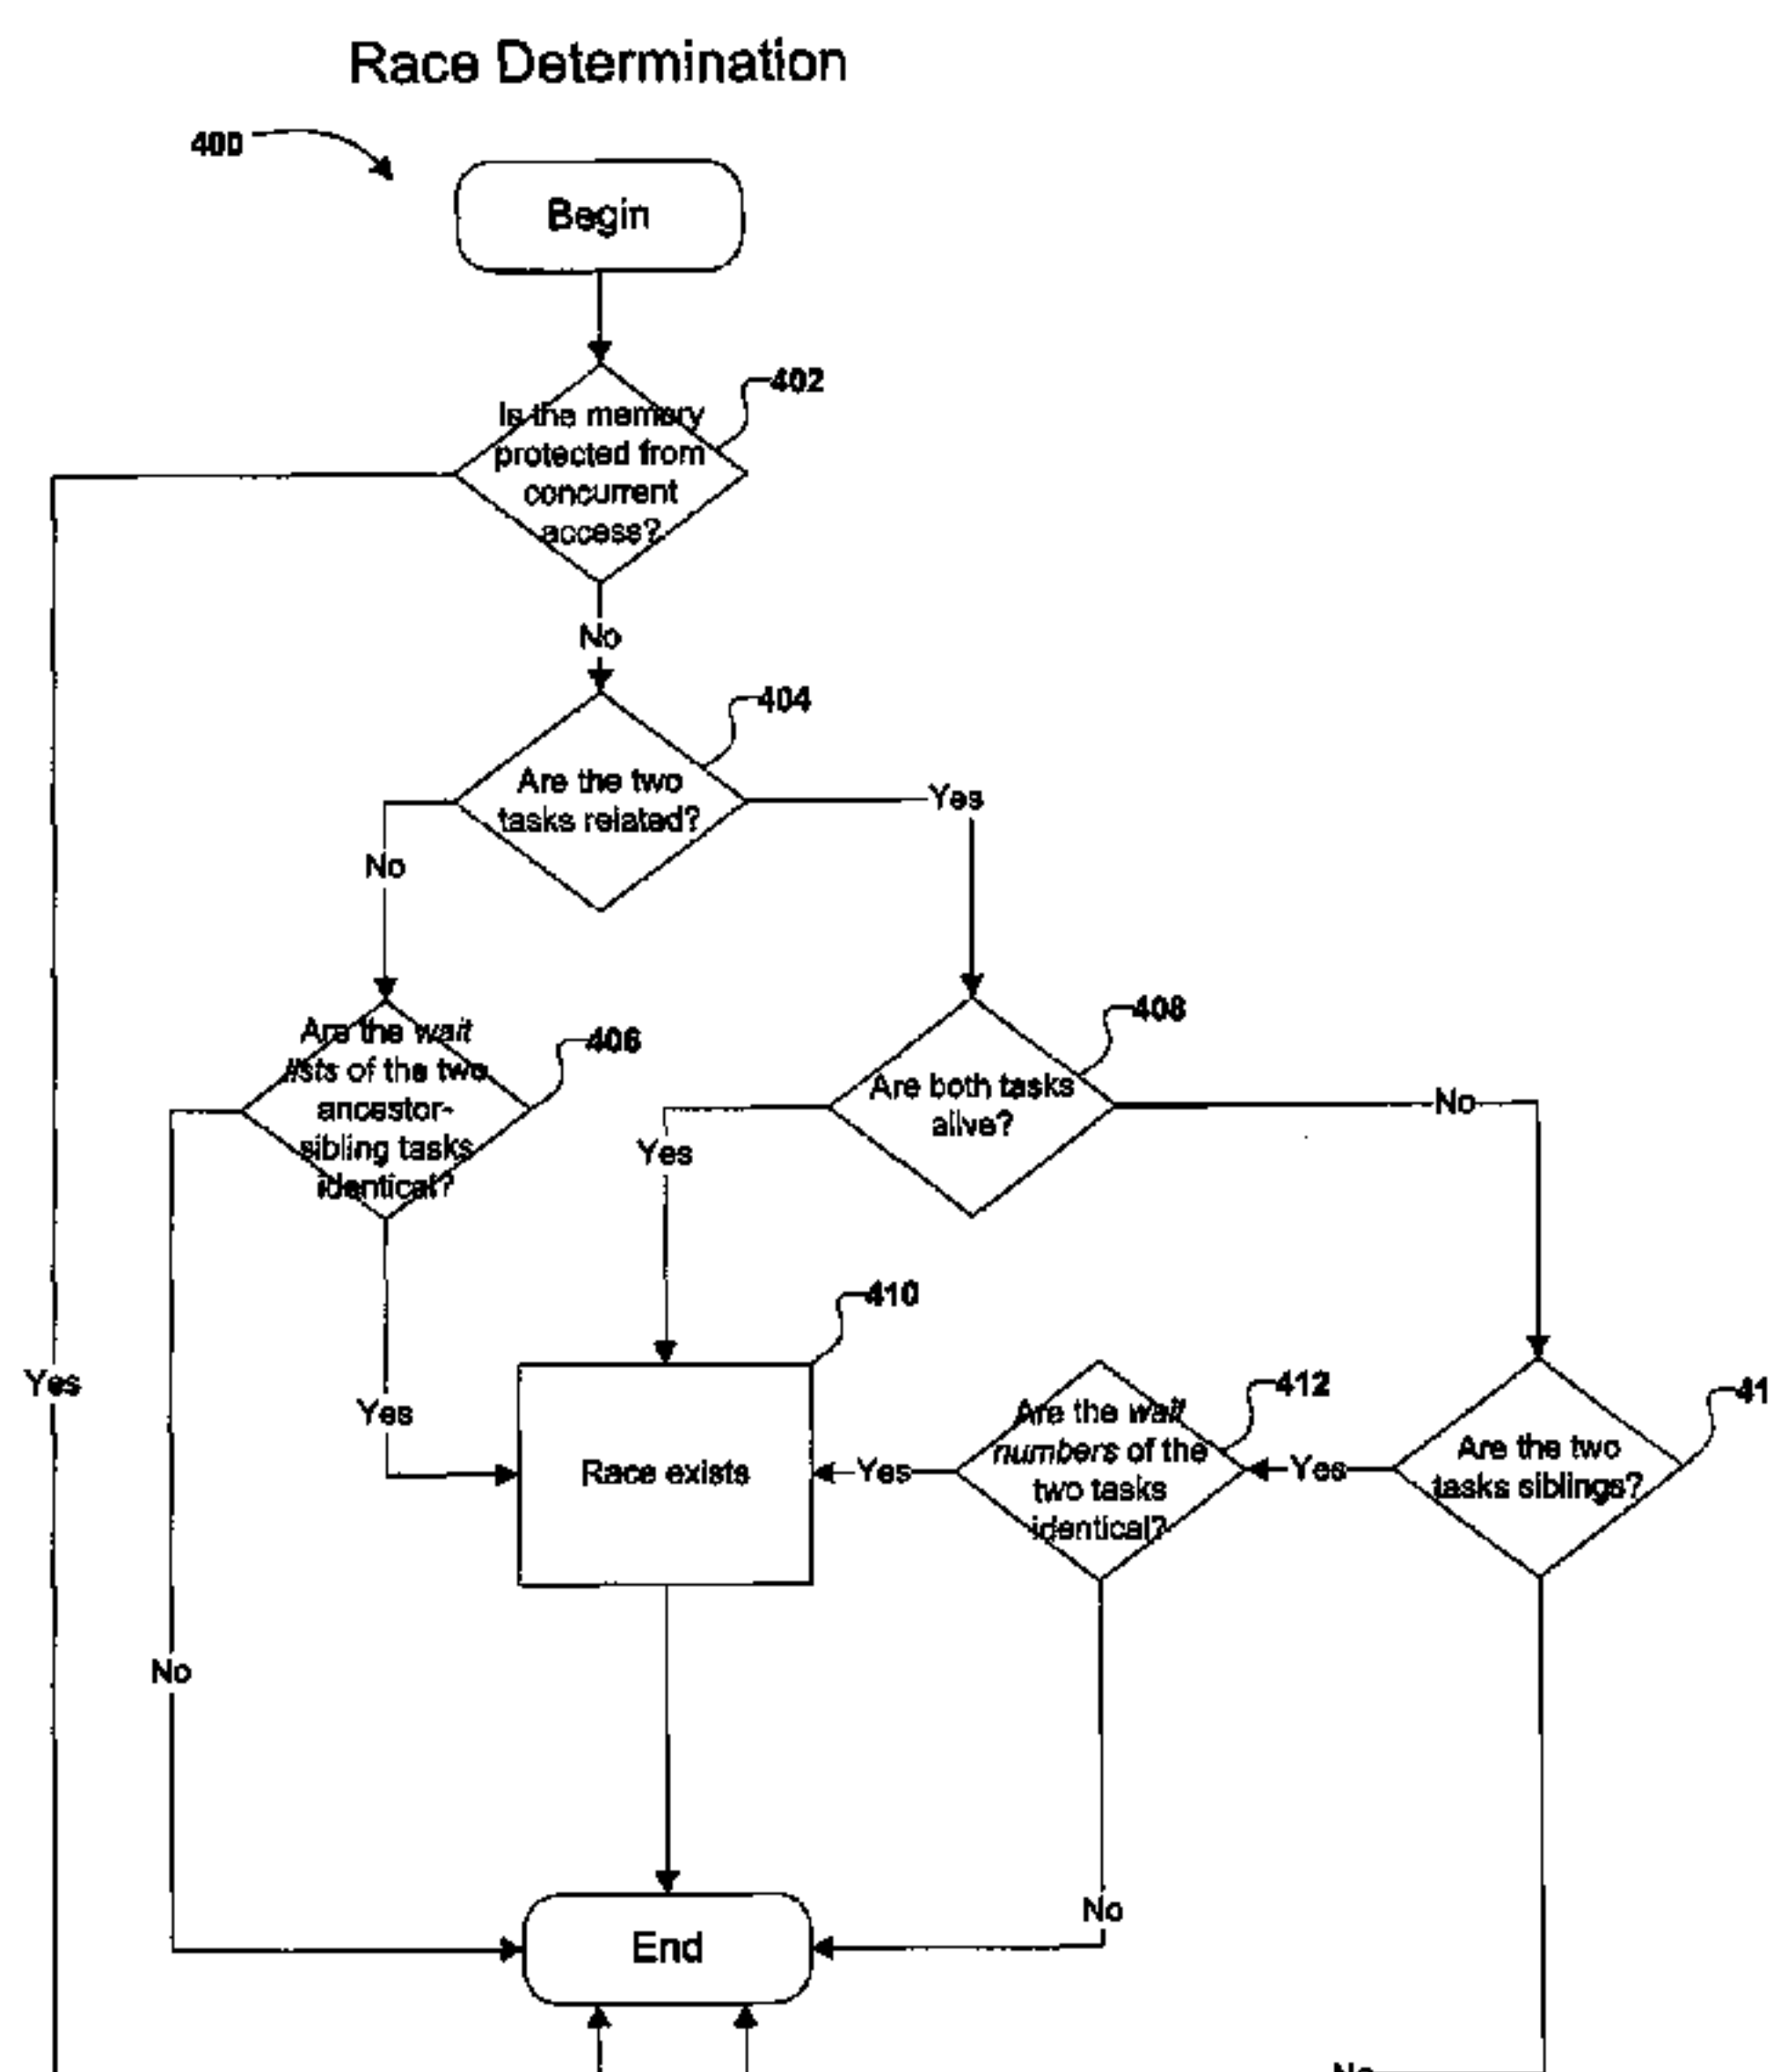 Race Determination
400
Begin
402
Is the memory
protected from
concurrent
access?
No
404
Are the two
tasks related?
Yes
No
408
406
Are the wait
lists of the two
ancestor-
sibling tasks
identical?
Are both tasks
alive?
No
Yes
410
Yes
412
41
Yes
Race exists
Yes
Are the wait
numbers of the
two tasks
identical?
Yes
Are the two
tasks siblings?
No
No
End
No